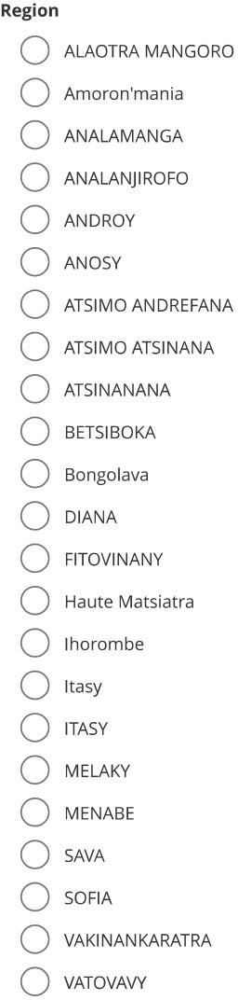 Region
ALAOTRA MANGORO
Amoron'mania
ANALAMANGA
ANALANJIROFO
ANDROY
ANOSY
ATSIMO ANDREFANA
ATSIMO ATSINANA
ATSINANANA
BETSIBOKA
Bongolava
DIANA
FITOVINANY
Haute Matsiatra
Ihorombe
Itasy
ITASY
MELAKY
MENABE
SAVA
SOFIA
VAKINANKARATRA
VATOVAVY